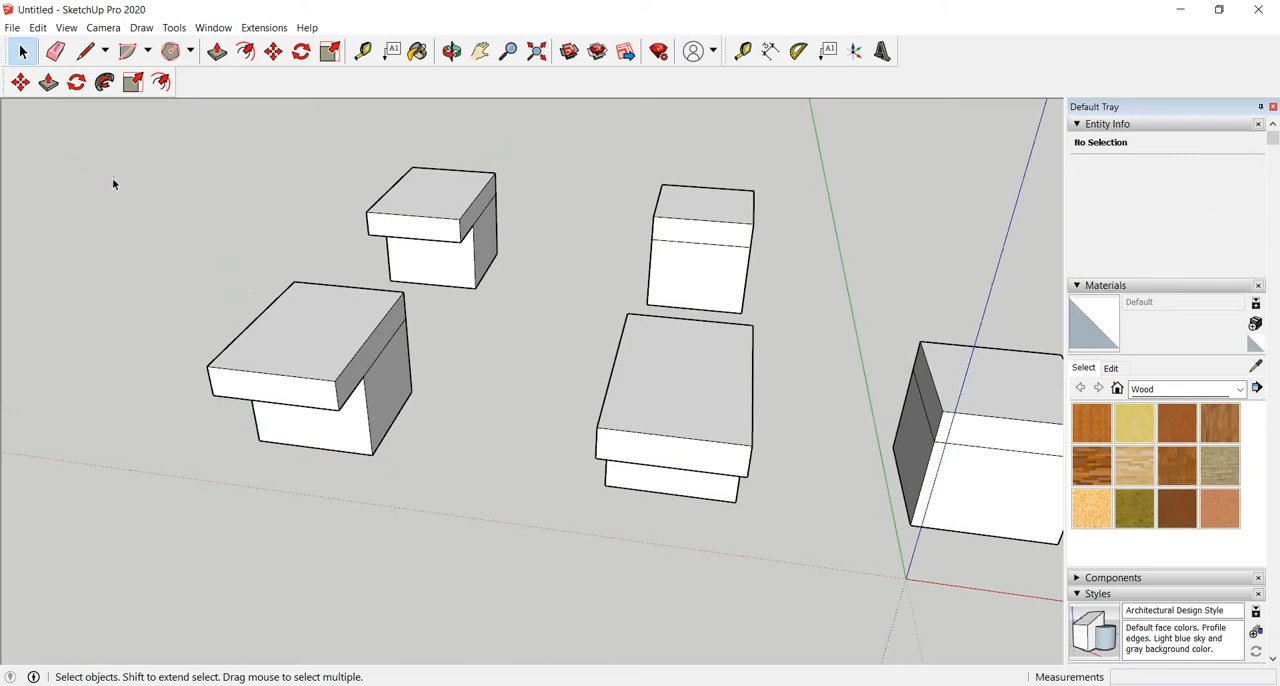 Untitled - SketchUp Pro 2020
File Edit View Camera Draw Tools Window Extensions Help
A1
A1
Default Tray
Entity Info
No Selection
Materials
Default
Select Edit
Wood
Components
Styles
Architectural Design Style
Default face colors. Profile
edges. Light blue sky and
gray background color.
Select objects. Shift to extend select. Drag mouse to select multiple.
Measurements